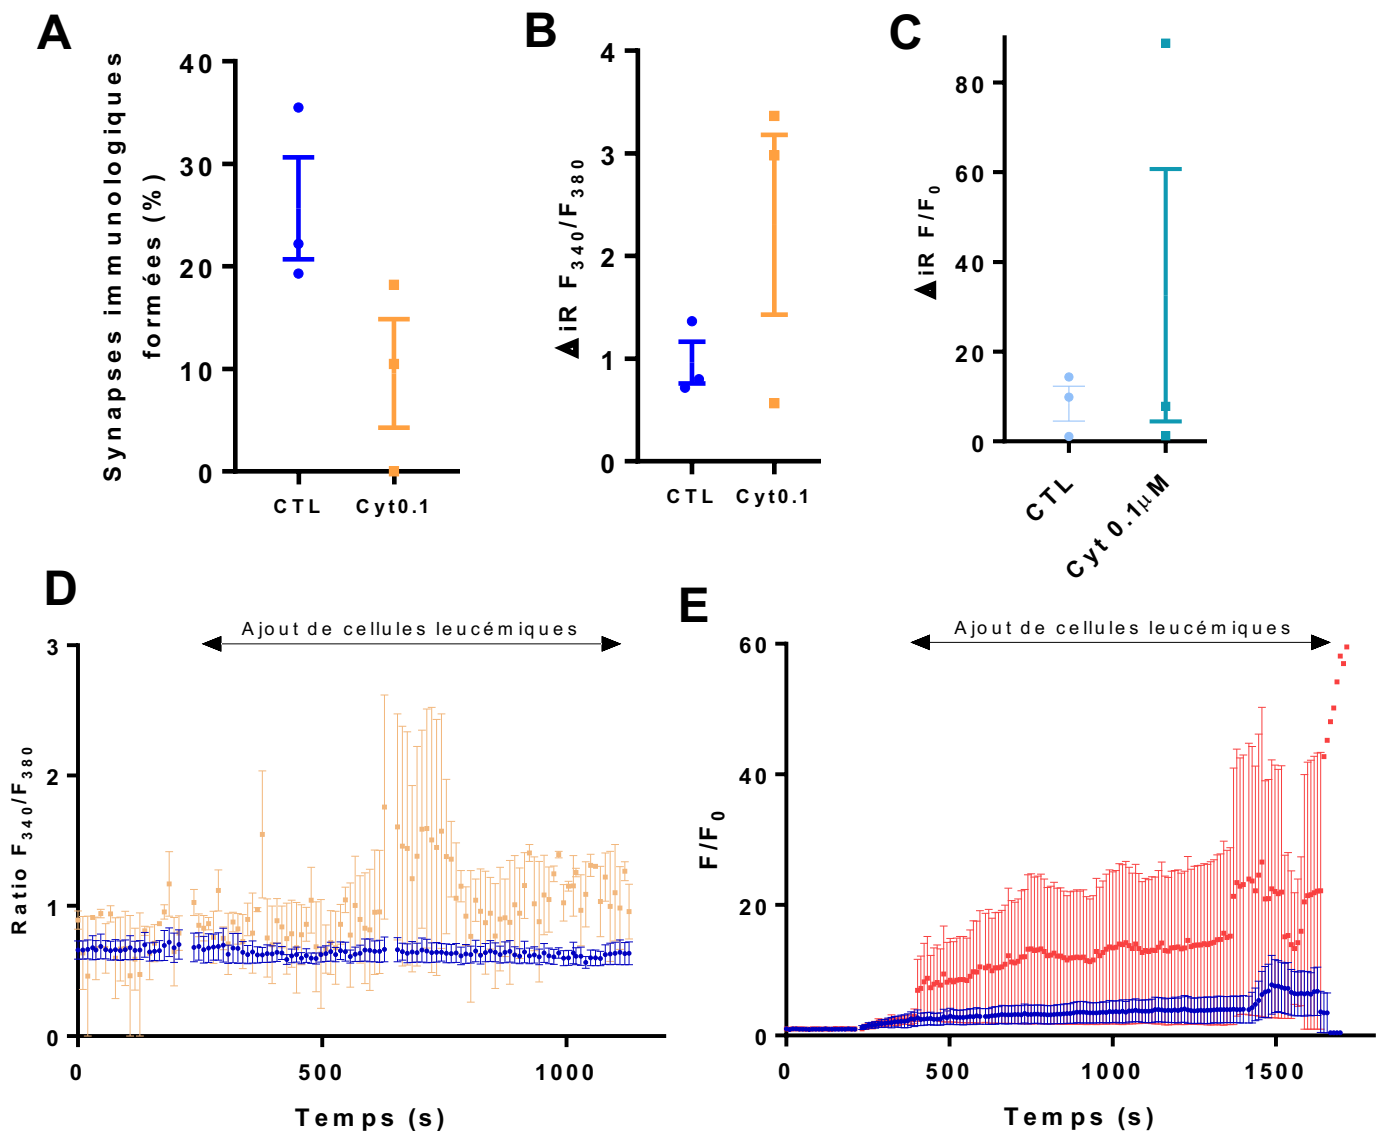 A
Synapses immunologiques
formées (%)
40
30
20
10
0
CTL
Cyt0.1
B
ΔiR F340/F380
4
3
2
1
0
CTL
Cyt0.1
C
ΔiR F/F0
80
60
40
20
0
CTL
Cyt 0.1μM
D
Ajout de cellules leucémiques
Ratio F340/F380
3
2
1
0
0
500
1000
Temps (s)
E
Ajout de cellules leucémiques
F/F0
60
40
20
0
0
500
1000
1500
Temps (s)